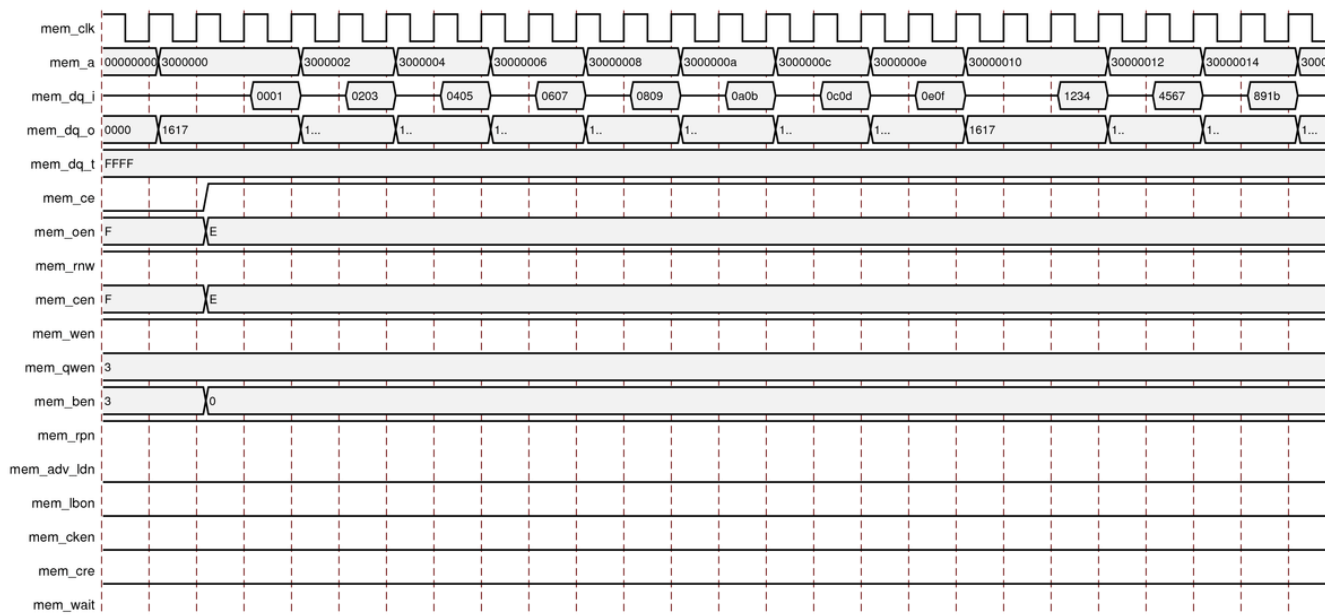 mem_clk
mem_a 00000000 3000000 3000002 3000004 30000006 30000008 3000000a 3000000c 3000000e 30000010 30000012 30000014 3000
mem_dq_i 0001 0203 0405 0607 0809 0a0b 0c0d 0e0f 1234 4567 891b
mem_dq_o 0000 1617 1... 1.. 1.. 1.. 1.. 1.. 1... 1617 1.. 1.. 1...
mem_dq_t FFFF
mem_ce
mem_oen F E
mem_rnw
mem_cen F E
mem_wen
mem_qwen 3
mem_ben 3 0
mem_rpn
mem_adv_ldn
mem_lbon
mem_cken
mem_cre
mem_wait